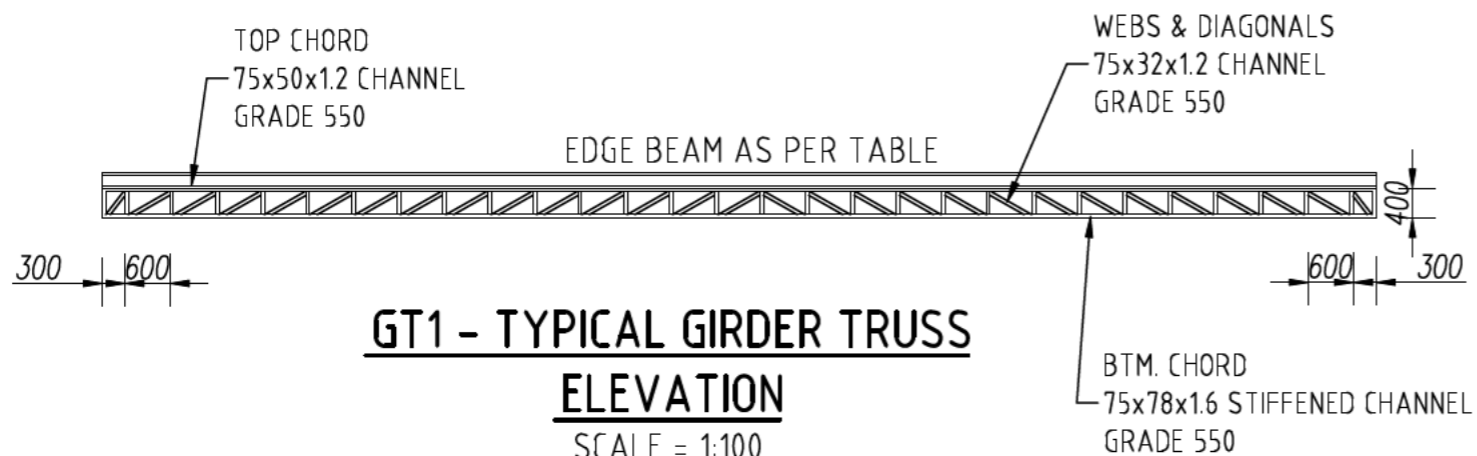 TOP CHORD
75x50x1.2 CHANNEL
GRADE 550
WEBS & DIAGONALS
75x32x1.2 CHANNEL
GRADE 550
EDGE BEAM AS PER TABLE
400
300
600
600
300
GT1 - TYPICAL GIRDER TRUSS
ELEVATION
SCALE = 1:100
BTM. CHORD
75x78x1.6 STIFFENED CHANNEL
GRADE 550